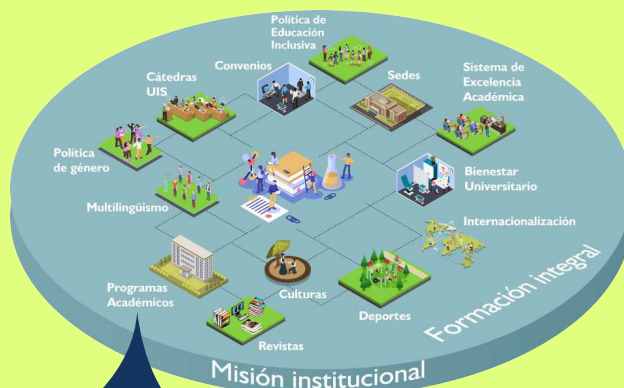 Política de
Educación
Inclusiva
Convenios
Sedes
Sistema de
Excelencia
Académica
Cátedras
UIS
Política
de género
Bienestar
Universitario
Multilingüismo
Internacionalización
Programas
Académicos
Culturas
Deportes
Revistas
Formación integral
Misión institucional